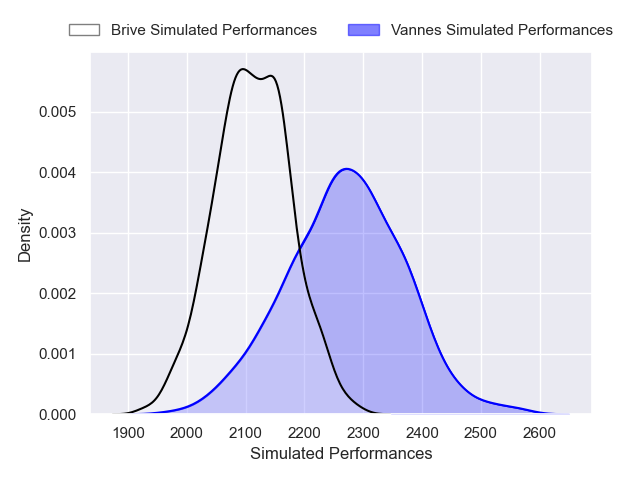 Brive Simulated Performances
Vannes Simulated Performances
Density
0.005
0.004
0.003
0.002
0.001
0.000
1900 2000 2100 2200 2300 2400 2500 2600
Simulated Performances